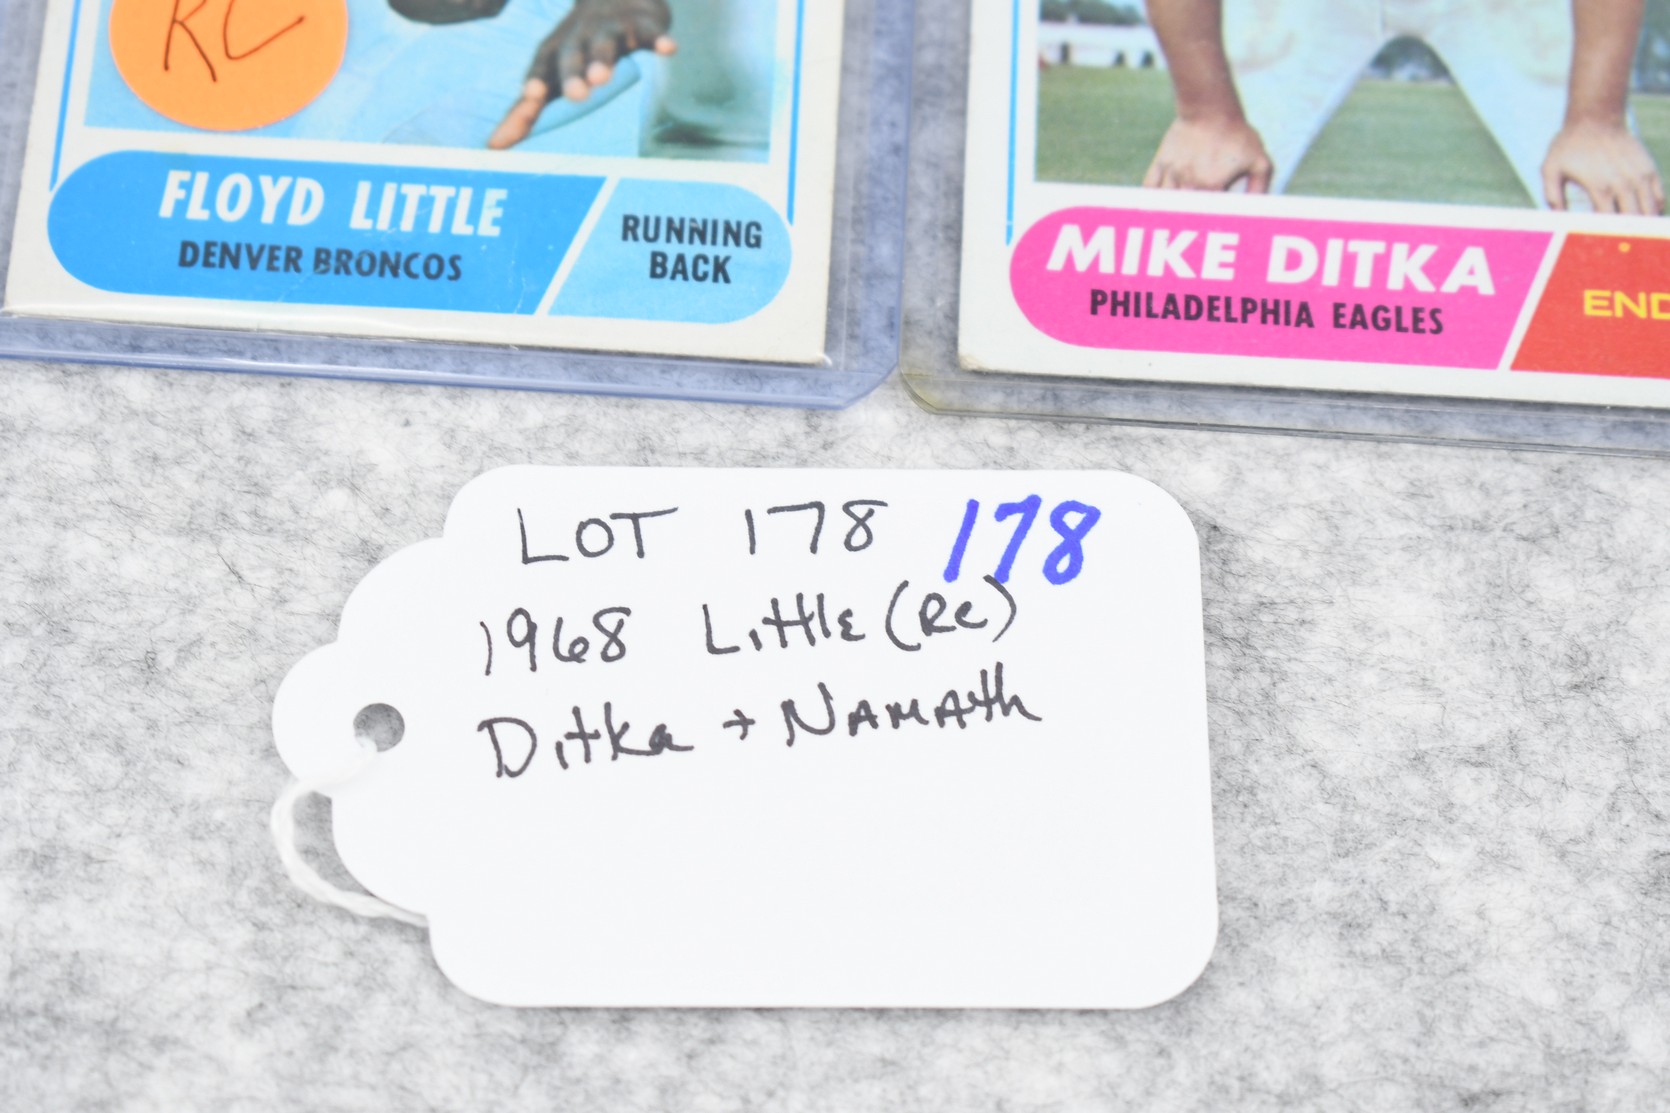 RC
FLOYD LITTLE
DENVER BRONCOS
RUNNING
BACK
MIKE DITKA
PHILADELPHIA EAGLES
END
LOT 178 178
1968 Little (RC)
Ditka + Namath